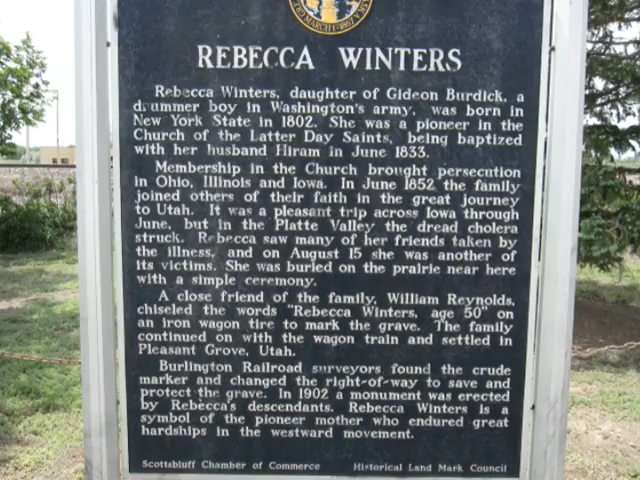 MARCH 1·1867
REBECCA WINTERS
Rebecca Winters, daughter of Gideon Burdick, a
drummer boy in Washington's army, was born in
New York State in 1802. She was a pioneer in the
Church of the Latter Day Saints, being baptized
with her husband Hiram in June 1833.
Membership in the Church brought persecution
in Ohio, Illinois and Iowa. In June 1852 the family
joined others of their faith in the great journey
to Utah. It was a pleasant trip across Iowa through
June, but in the Platte Valley the dread cholera
struck. Rebecca saw many of her friends taken by
the illness, and on August 15 she was another of
its victims. She was buried on the prairie near here
with a simple ceremony.
A close friend of the family, William Reynolds,
chiseled the words "Rebecca Winters, age 50" on
an iron wagon tire to mark the grave. The family
continued on with the wagon train and settled in
Pleasant Grove, Utah.
Burlington Railroad surveyors found the crude
marker and changed the right-of-way to save and
protect the grave. In 1902 a monument was erected
by Rebecca's descendants. Rebecca Winters is a
symbol of the pioneer mother who endured great
hardships in the westward movement.
Scottsbluff Chamber of Commerce Historical Land Mark Council